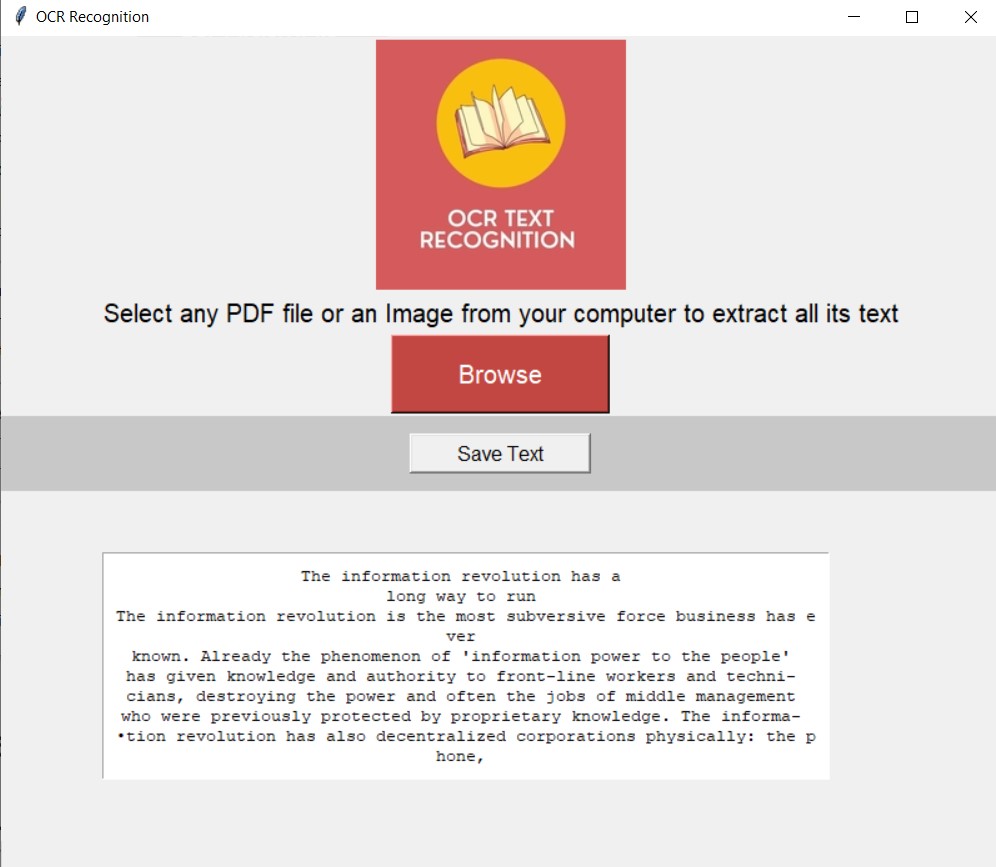 OCR Recognition
OCR TEXT
RECOGNITION
Select any PDF file or an Image from your computer to extract all its text
Browse
Save Text
The information revolution has a
long way to run
The information revolution is the most subversive force business has e
ver
known. Already the phenomenon of 'information power to the people'
has given knowledge and authority to front-line workers and techni-
cians, destroying the power and often the jobs of middle management
who were previously protected by proprietary knowledge. The informa-
•tion revolution has also decentralized corporations physically: the p
hone,